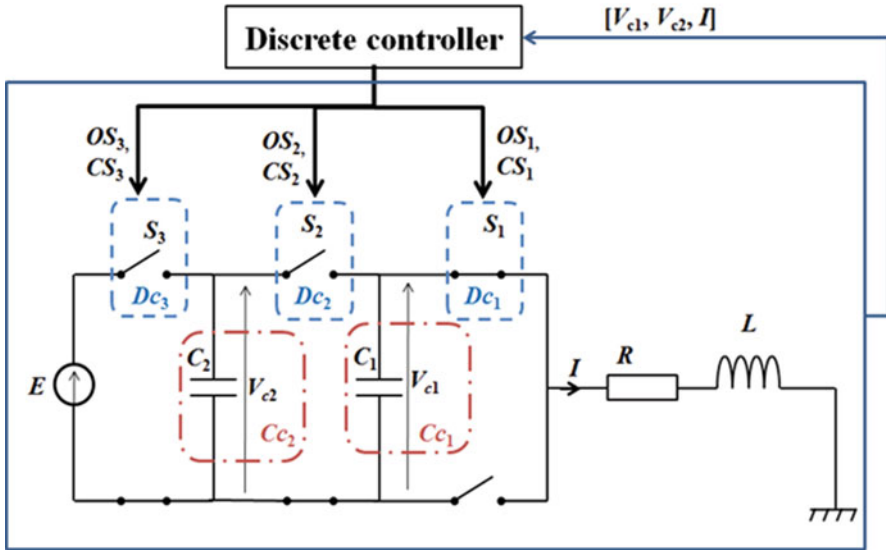 [Vc1, Vc2, I]
Discrete controller
OS3,
CS3
OS2,
CS2
OS1,
CS1
S3
S2
S1
Dc3
Dc2
Dc1
E
C2
Vc2
Cc2
C1
Vc1
Cc1
I
R
L